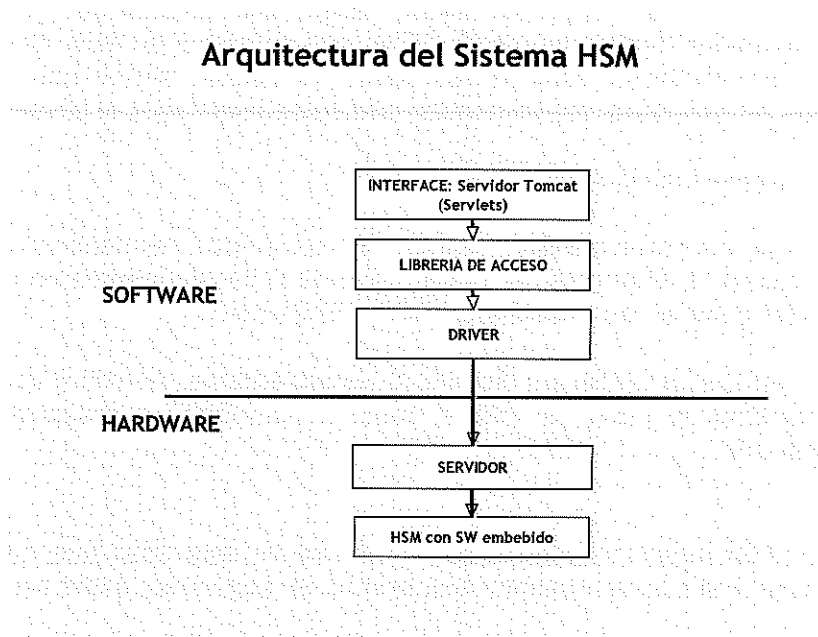 Arquitectura del Sistema HSM
INTERFACE: Servidor Tomcat
(Servlets)
LIBRERIA DE ACCESO
SOFTWARE
DRIVER
HARDWARE
SERVIDOR
HSM con SW embebido